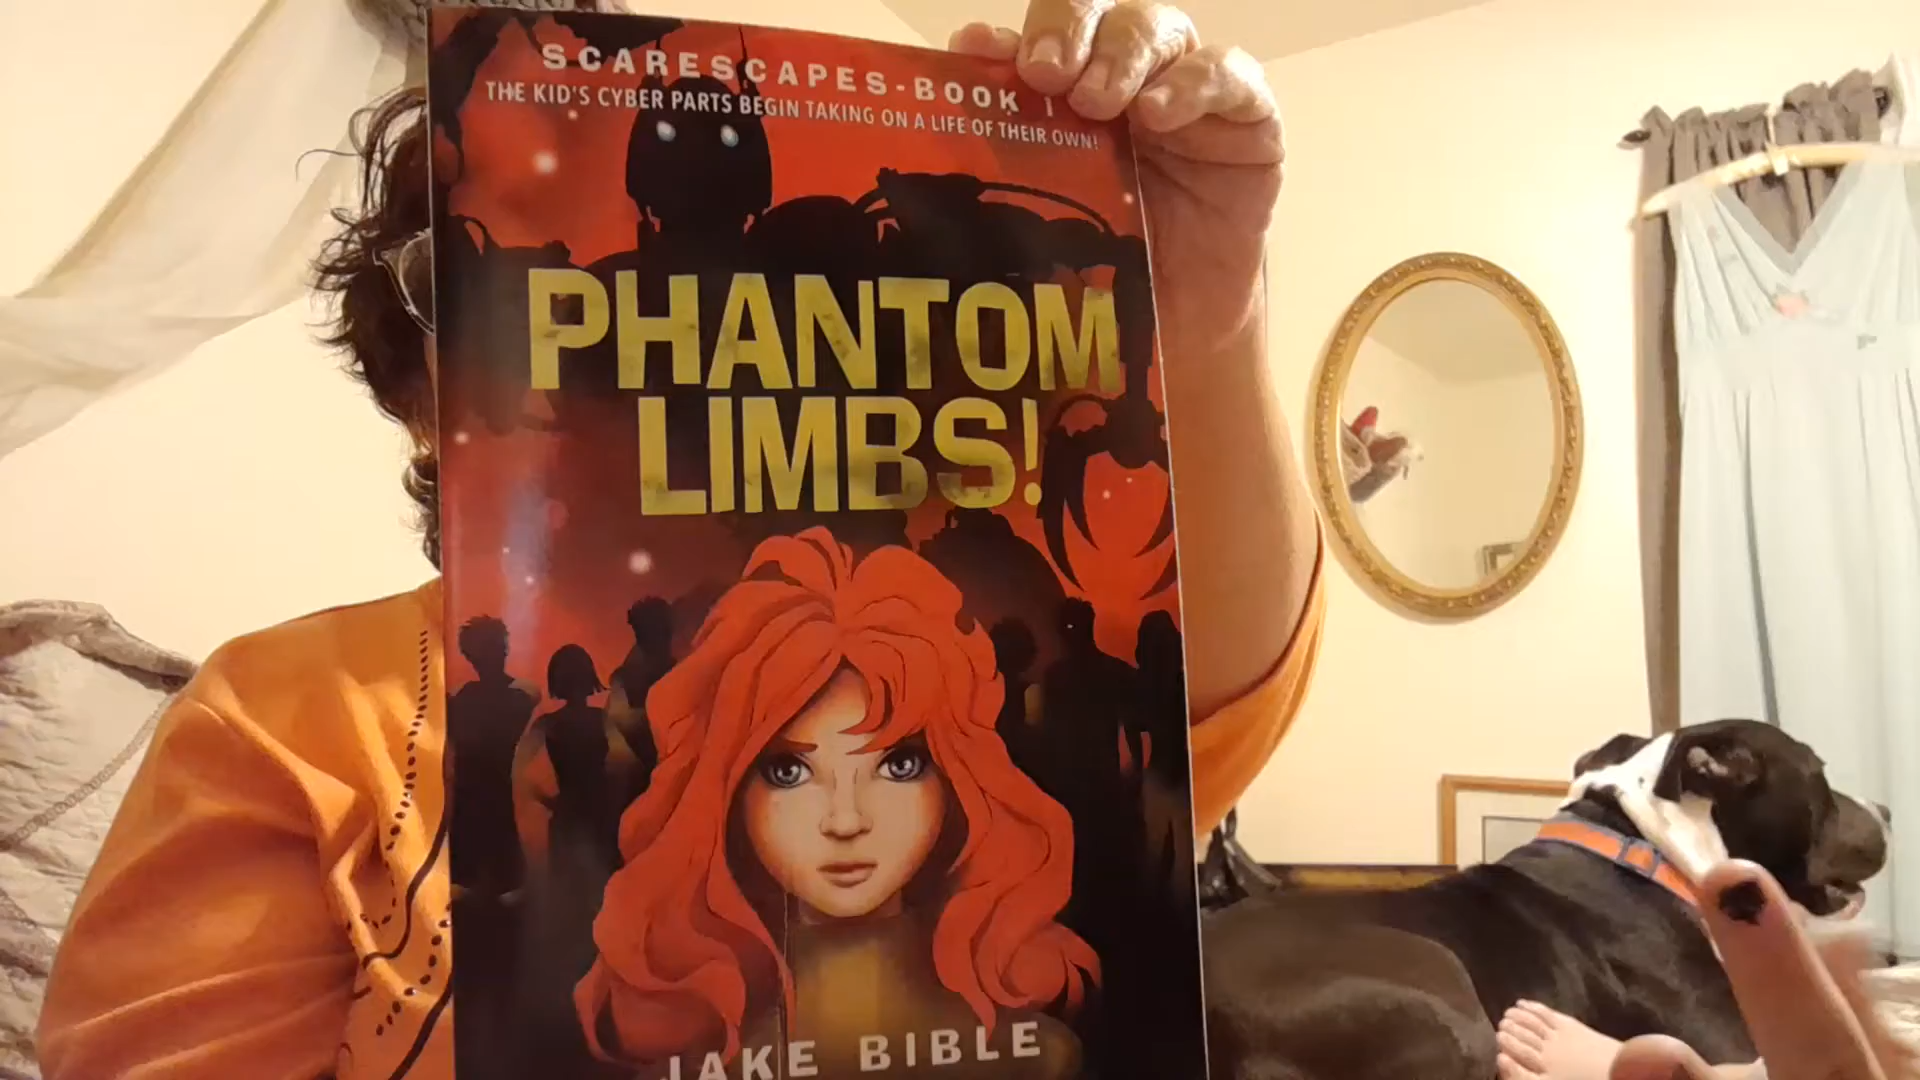 SCARESCAPES-BOOK 1
THE KID'S CYBER PARTS BEGIN TAKING ON A LIFE OF THEIR OWN!
PHANTOM
LIMBS!
JAKE BIBLE